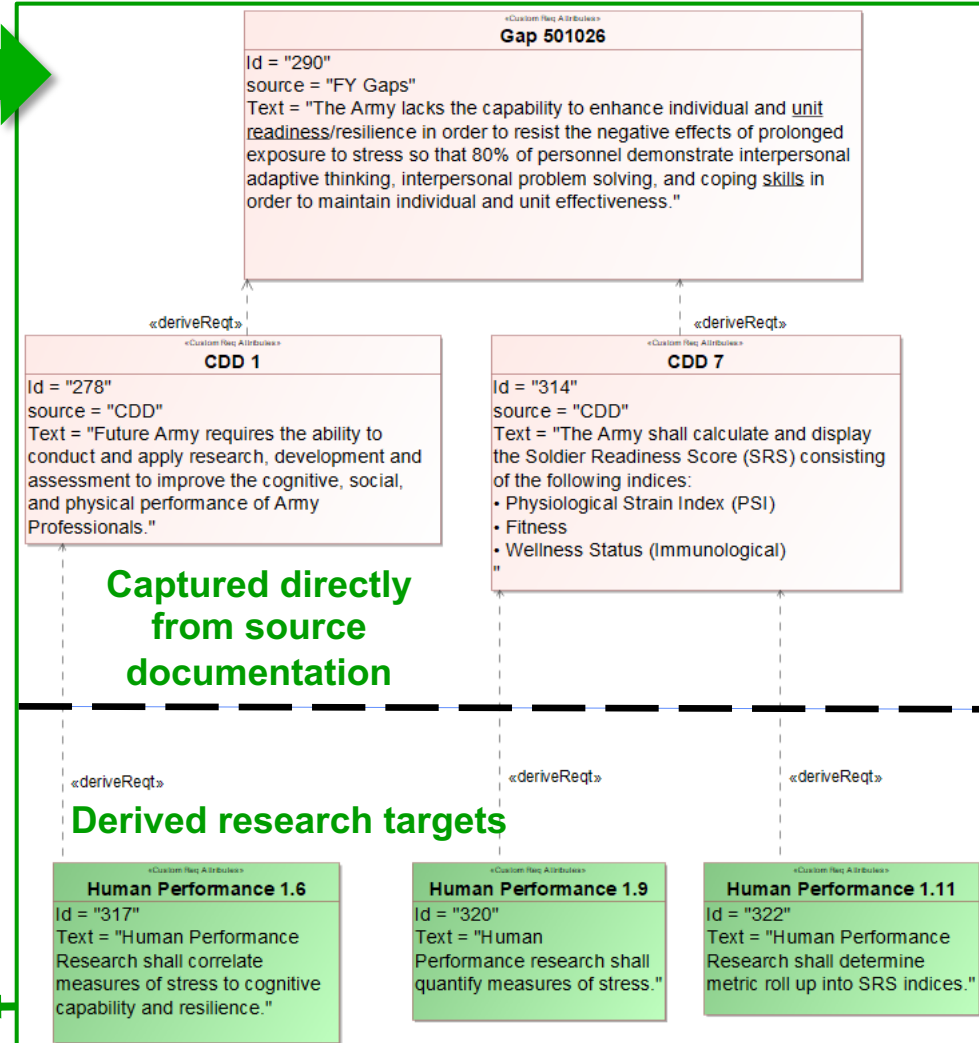 «Custom Req Attributes»
Gap 501026
Id = "290"
source = "FY Gaps"
Text = "The Army lacks the capability to enhance individual and unit
readiness/resilience in order to resist the negative effects of prolonged
exposure to stress so that 80% of personnel demonstrate interpersonal
adaptive thinking, interpersonal problem solving, and coping skills in
order to maintain individual and unit effectiveness."
«deriveReqt»
«deriveReqt»
«Custom Req Attributes»
CDD 1
Id = "278"
source = "CDD"
Text = "Future Army requires the ability to
conduct and apply research, development and
assessment to improve the cognitive, social,
and physical performance of Army
Professionals."
«Custom Req Attributes»
CDD 7
Id = "314"
source = "CDD"
Text = "The Army shall calculate and display
the Soldier Readiness Score (SRS) consisting
of the following indices:
• Physiological Strain Index (PSI)
• Fitness
• Wellness Status (Immunological)
"
Captured directly
from source
documentation
«deriveReqt»
«deriveReqt»
«deriveReqt»
Derived research targets
«Custom Req Attributes»
Human Performance 1.6
Id = "317"
Text = "Human Performance
Research shall correlate
measures of stress to cognitive
capability and resilience."
«Custom Req Attributes»
Human Performance 1.9
Id = "320"
Text = "Human
Performance research shall
quantify measures of stress."
«Custom Req Attributes»
Human Performance 1.11
Id = "322"
Text = "Human Performance
Research shall determine
metric roll up into SRS indices."